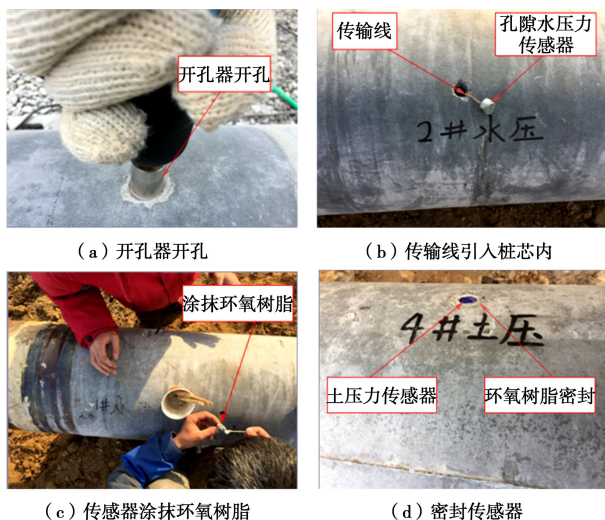 开孔器开孔
传输线
孔隙水压力
传感器
2#水压
(a)开孔器开孔
(b)传输线引入桩芯内
涂抹环氧树脂
1#水
4#土压
土压力传感器
环氧树脂密封
(c)传感器涂抹环氧树脂
(d)密封传感器